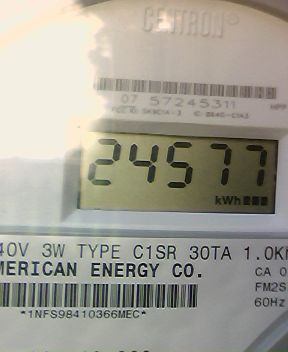 CENTRON®
07 57245311
24577
kWh
40V 3W TYPE C1SR 30TA 1.0K
MERICAN ENERGY CO.
CA 0
FM2S
*1NFS98410366MEC*
60Hz